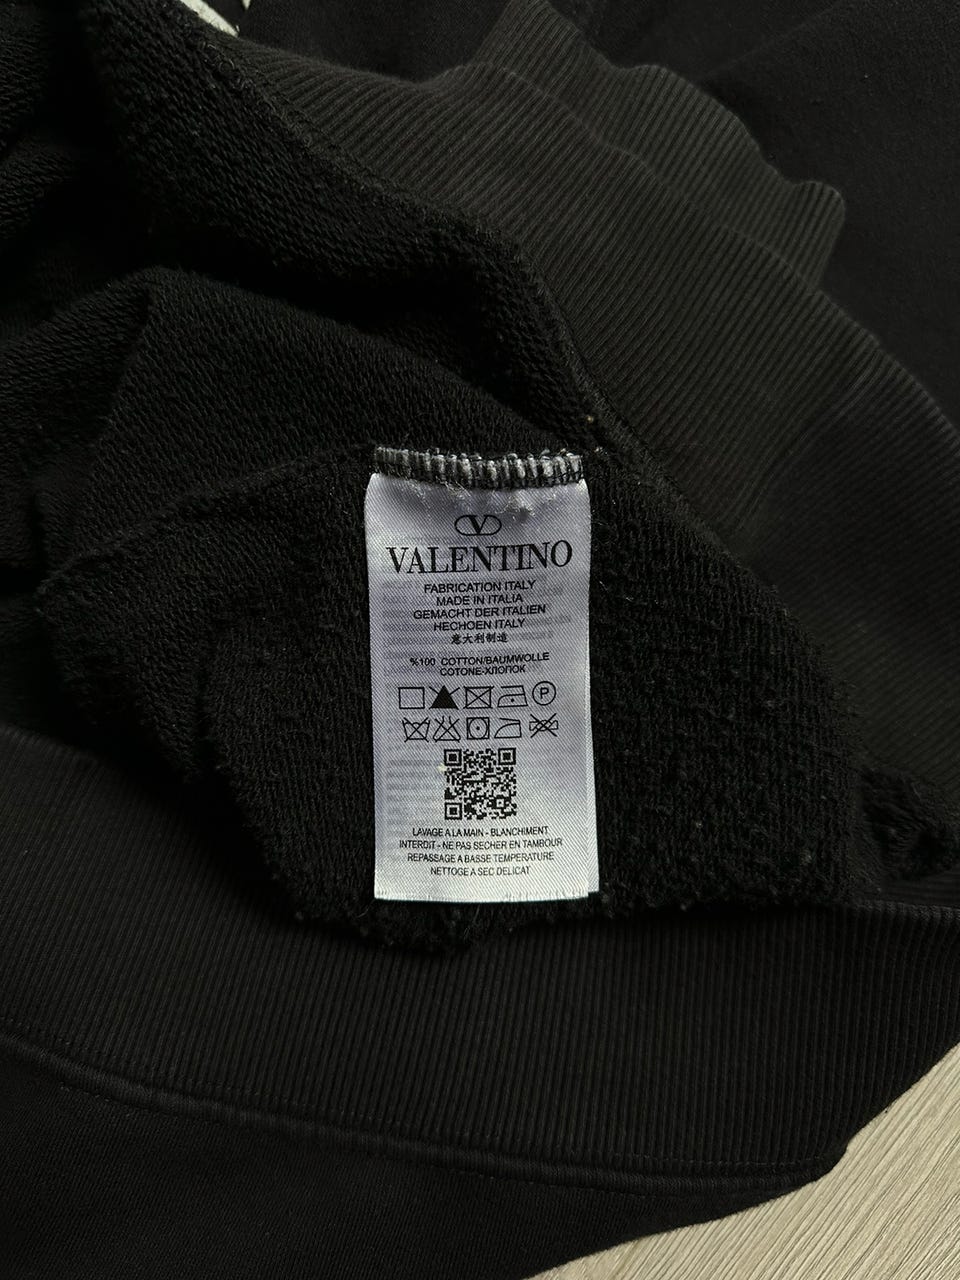 V
VALENTINO
FABRICATION ITALY
MADE IN ITALIA
GEMACHT DER ITALIEN
HECHOEN ITALY
意大利制造
%100 COTTON/BAUMWOLLE
COTONE-ХЛОПОК
P
LAVAGE A LA MAIN - BLANCHIMENT
INTERDIT - NE PAS SECHER EN TAMBOUR
REPASSAGE A BASSE TEMPERATURE
NETTOGE A SEC DELICAT